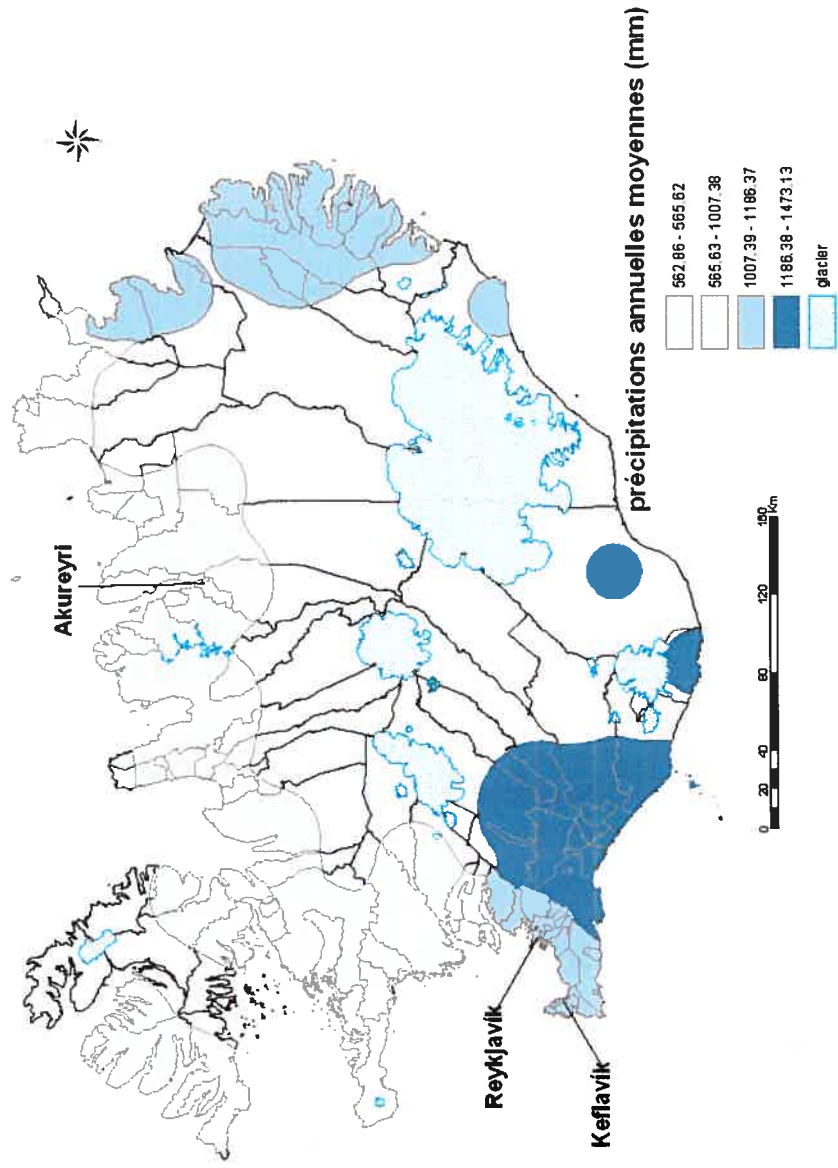 Akureyri
Reykjavik
Keflavik
précipitations annuelles moyennes (mm)
562,86 - 565,62
565,63 - 1007,38
1007,39 - 1186,37
1186,38 - 1473,13
glacier
0 20 40 80 120 160
Km